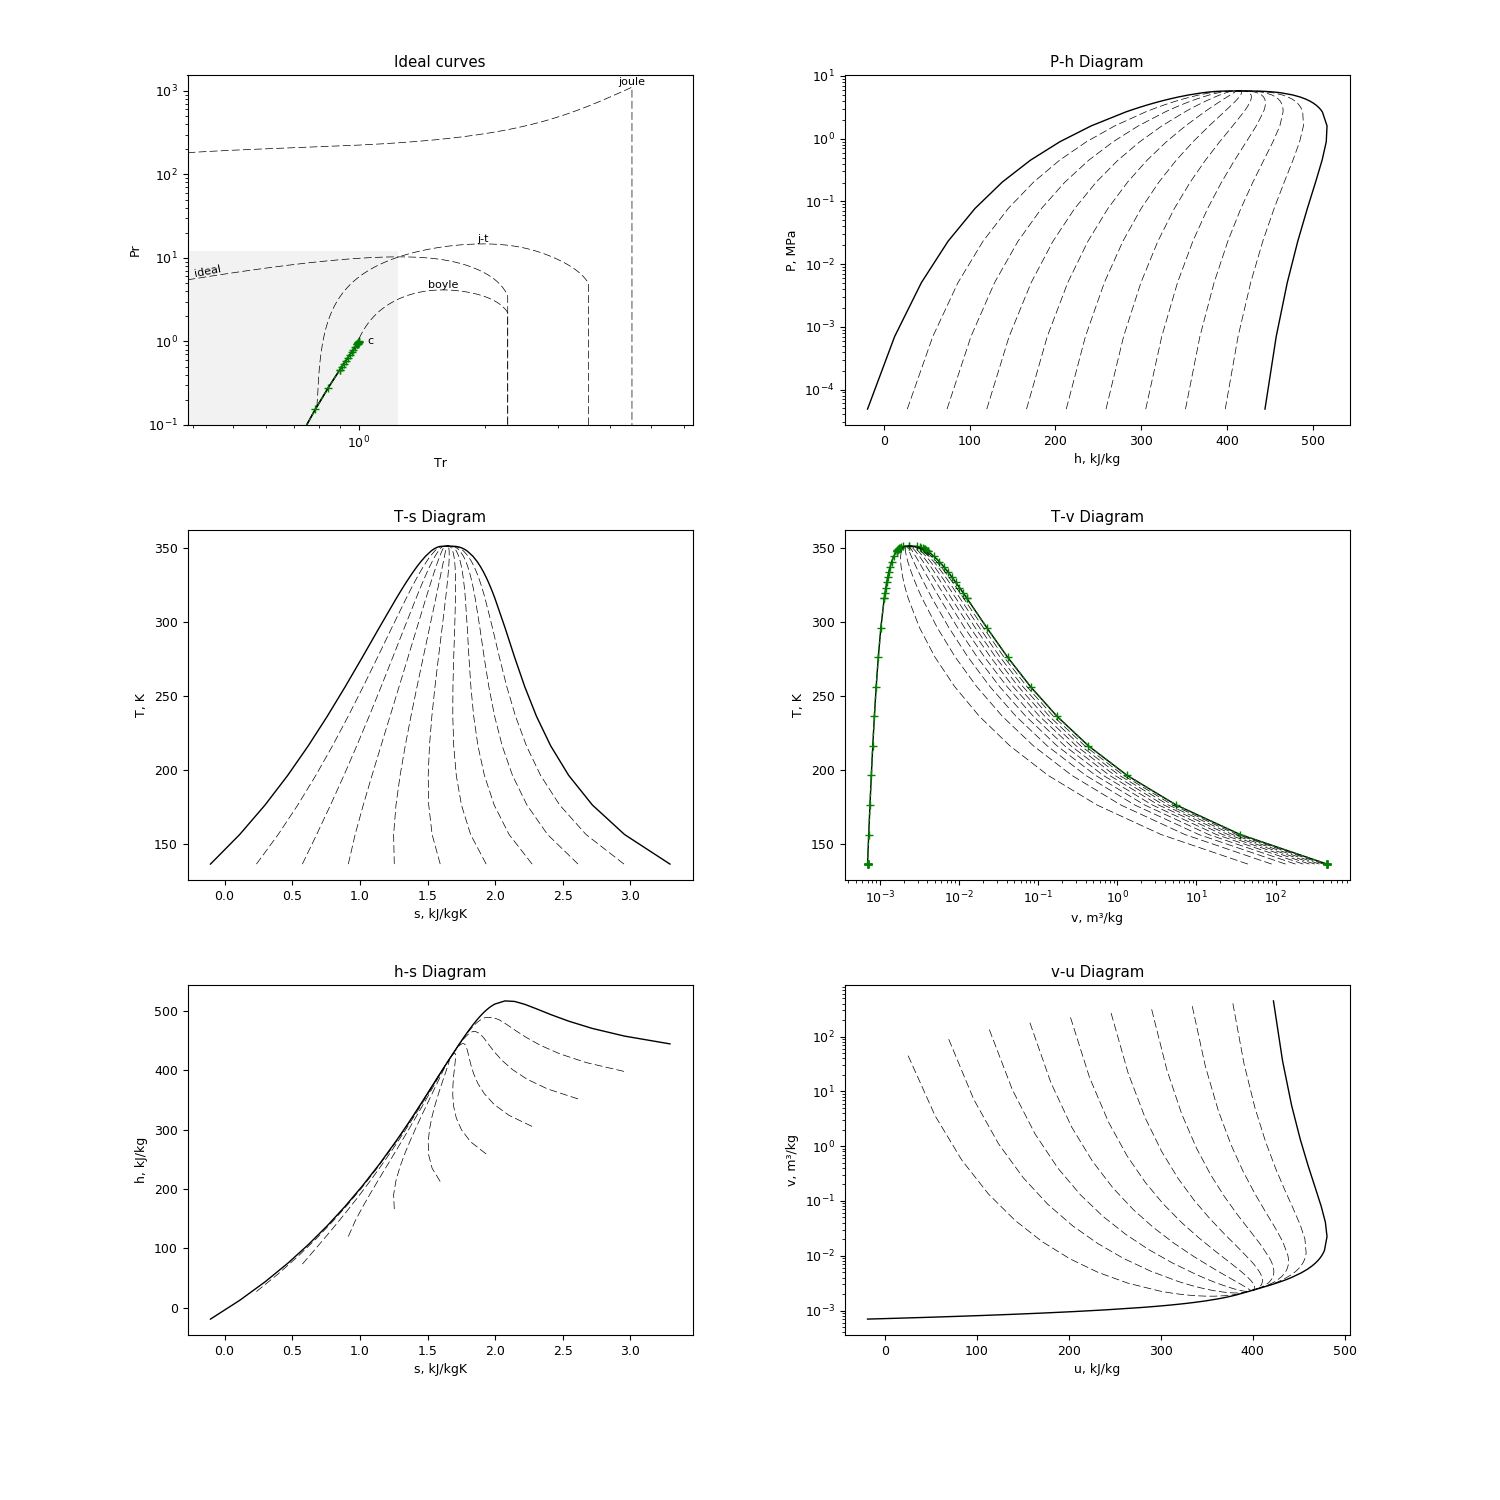 Ideal curves
joule
10³
10²
10¹
10⁰
10⁻¹
Pr
ideal
j-t
boyle
c
10⁰
Tr
P-h Diagram
10¹
10⁰
10⁻¹
10⁻²
10⁻³
10⁻⁴
P, MPa
0 100 200 300 400 500
h, kJ/kg
T-s Diagram
350
300
250
200
150
T, K
0.0 0.5 1.0 1.5 2.0 2.5 3.0
s, kJ/kgK
T-v Diagram
350
300
250
200
150
T, K
10⁻³ 10⁻² 10⁻¹ 10⁰ 10¹ 10²
v, m³/kg
h-s Diagram
500
400
300
200
100
0
h, kJ/kg
0.0 0.5 1.0 1.5 2.0 2.5 3.0
s, kJ/kgK
v-u Diagram
10²
10¹
10⁰
10⁻¹
10⁻²
10⁻³
v, m³/kg
0 100 200 300 400 500
u, kJ/kg